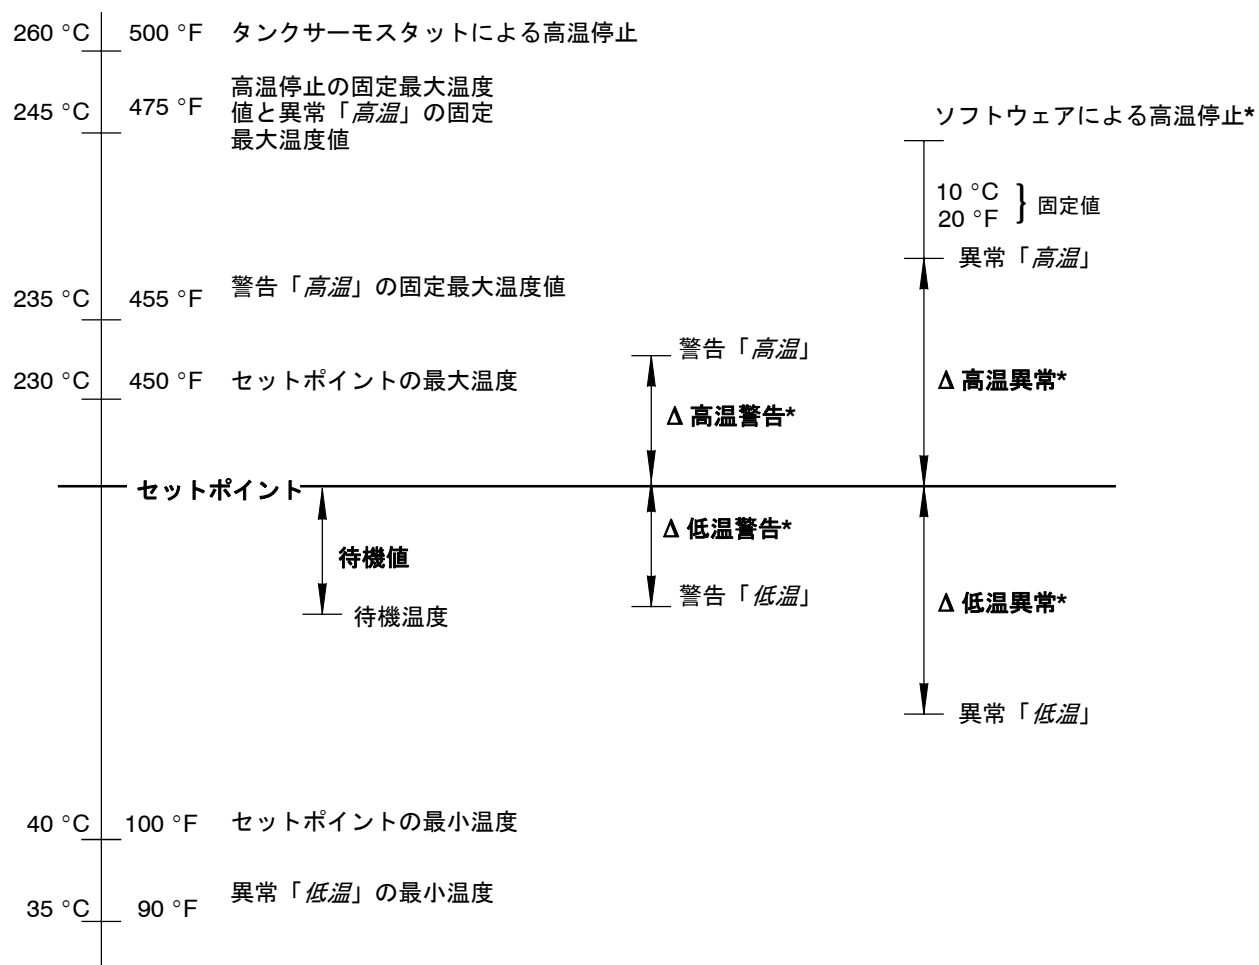 260 °C 500 °F タンクサーモスタットによる高温停止
245 °C 475 °F
高温停止の固定最大温度
値と異常「高温」の固定
最大温度値
ソフトウェアによる高温停止*
10 °C
20 °F
} 固定値
異常「高温」
235 °C 455 °F 警告「高温」の固定最大温度値
警告「高温」
230 °C 450 °F セットポイントの最大温度
Δ 高温異常*
Δ 高温警告*
セットポイント
Δ 低温警告*
待機値
警告「低温」
Δ 低温異常*
待機温度
異常「低温」
40 °C 100 °F セットポイントの最小温度
35 °C 90 °F 異常「低温」の最小温度